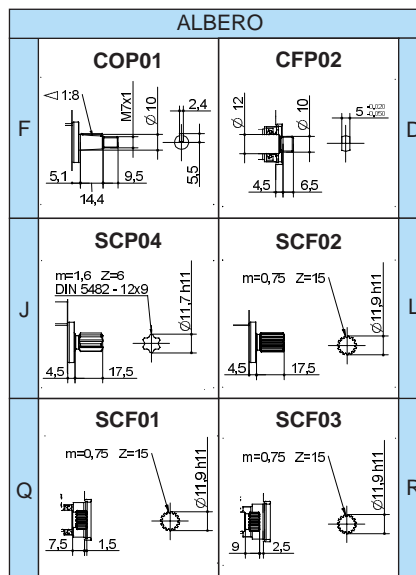 ALBERO
F
COP01
1:8
M7x1
Ø 10
2,4
5,5
5,1
9,5
14,4
CFP02
D
Ø 12
Ø 10
5 -0,020 -0,050
4,5
6,5
J
SCP04
m=1,6 Z=6
DIN 5482 - 12x9
Ø11,7 h11
4,5
17,5
SCF02
L
m=0,75 Z=15
Ø11,9 h11
4,5
17,5
Q
SCF01
m=0,75 Z=15
Ø11,9 h11
7,5
1,5
SCF03
R
m=0,75 Z=15
Ø11,9 h11
9
2,5